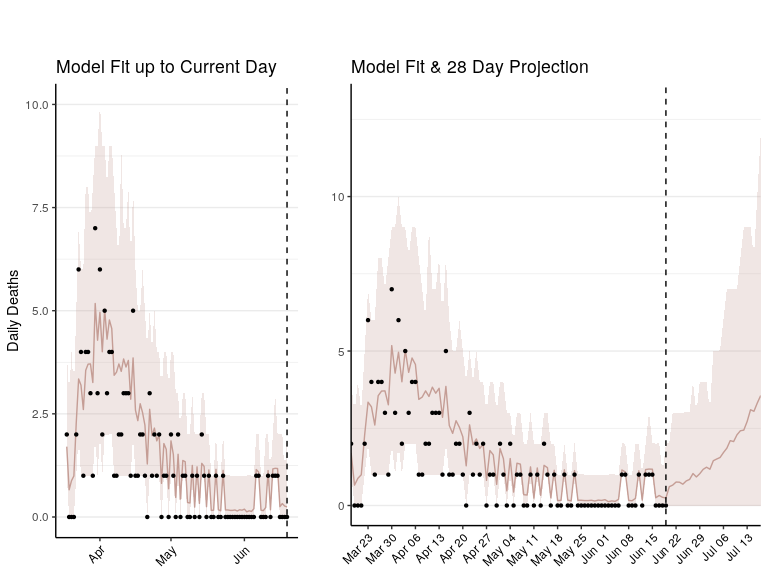 Model Fit up to Current Day
Model Fit & 28 Day Projection
Daily Deaths
10.0
7.5
5.0
2.5
0.0
Apr
May
Jun
10
5
0
Mar 23
Mar 30
Apr 06
Apr 13
Apr 20
Apr 27
May 04
May 11
May 18
May 25
Jun 01
Jun 08
Jun 15
Jun 22
Jun 29
Jul 06
Jul 13